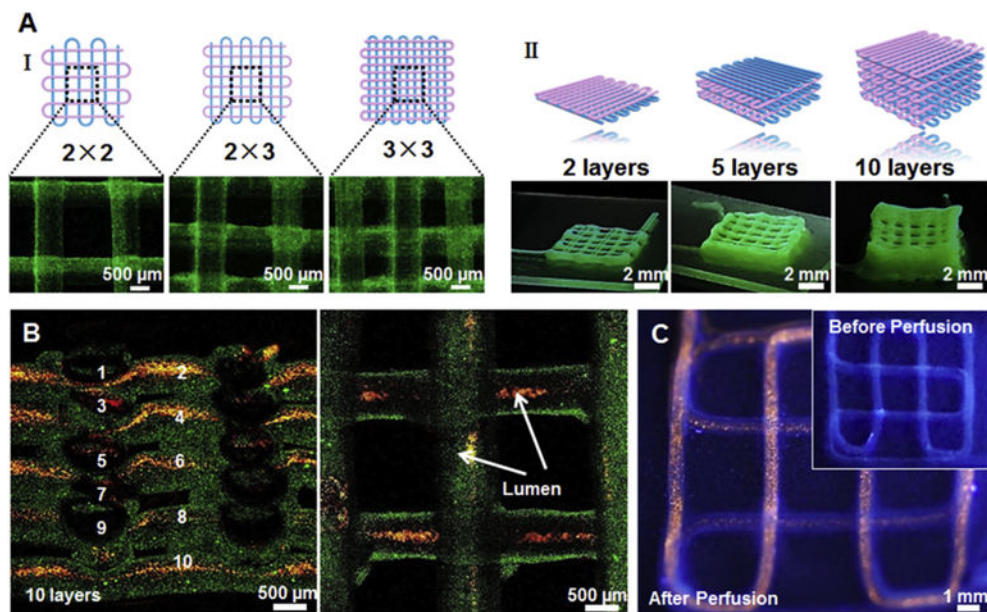 A
I
2×2
2×3
3×3
500 μm
500 μm
500 μm
II
2 layers
5 layers
10 layers
2 mm
2 mm
2 mm
B
1
2
3
4
5
6
7
8
9
10
10 layers
500 μm
Lumen
500 μm
C
Before Perfusion
After Perfusion
1 mm